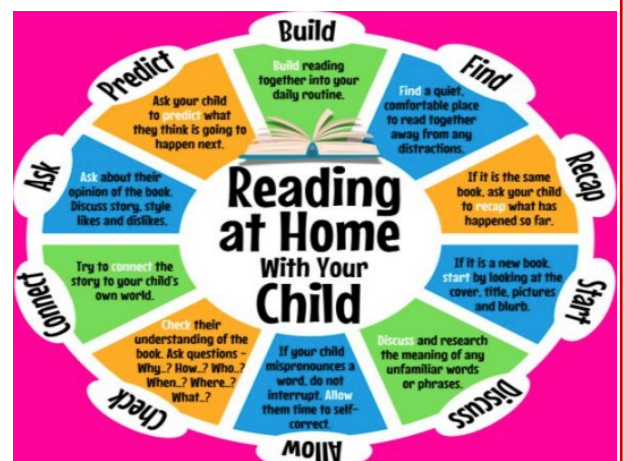 Build
Build reading
together into your
daily routine.
Find
Find a quiet,
comfortable place
to read together
away from any
distractions.
Recap
If it is the same
book, ask your child
to recap what has
happened so far.
Start
If it is a new book,
start by looking at the
cover, title, pictures
and blurb.
Discuss
Discuss and research
the meaning of any
unfamiliar words
or phrases.
Allow
If your child
mispronounces a
word, do not
interrupt. Allow
them time to self-
correct.
Check
Check their
understanding of the
book. Ask questions -
Why..? How..? Who..?
When..? Where..?
What..?
Connect
Try to connect the
story to your child's
own world.
Ask
Ask about their
opinion of the book.
Discuss story, style
likes and dislikes.
Predict
Ask your child
to predict what
they think is going to
happen next.
Reading
at Home
With Your
Child